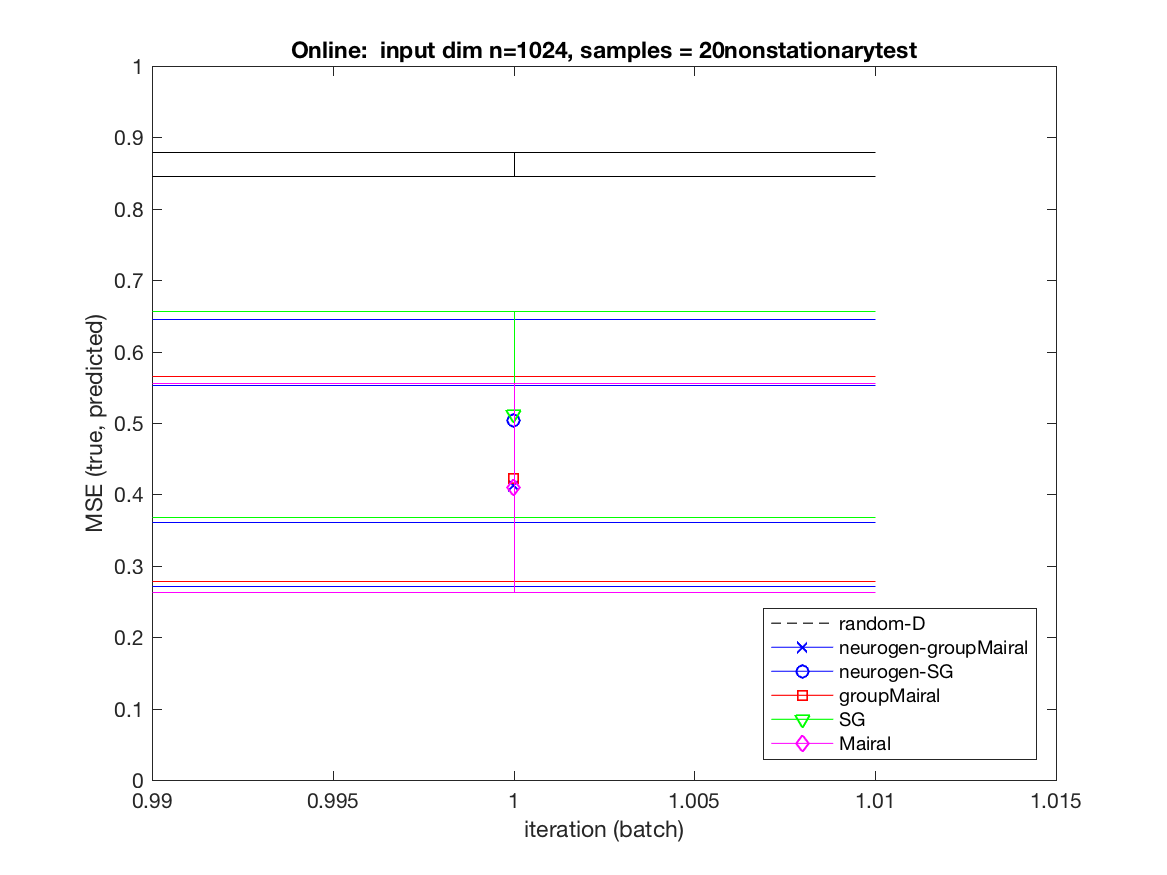 Online:  input dim n=1024, samples = 20nonstationarytest
1
0.9
0.8
0.7
0.6
0.5
0.4
0.3
0.2
0.1
0
MSE (true, predicted)
random-D
neurogen-groupMairal
neurogen-SG
groupMairal
SG
Mairal
0.99 0.995 1 1.005 1.01 1.015
iteration (batch)